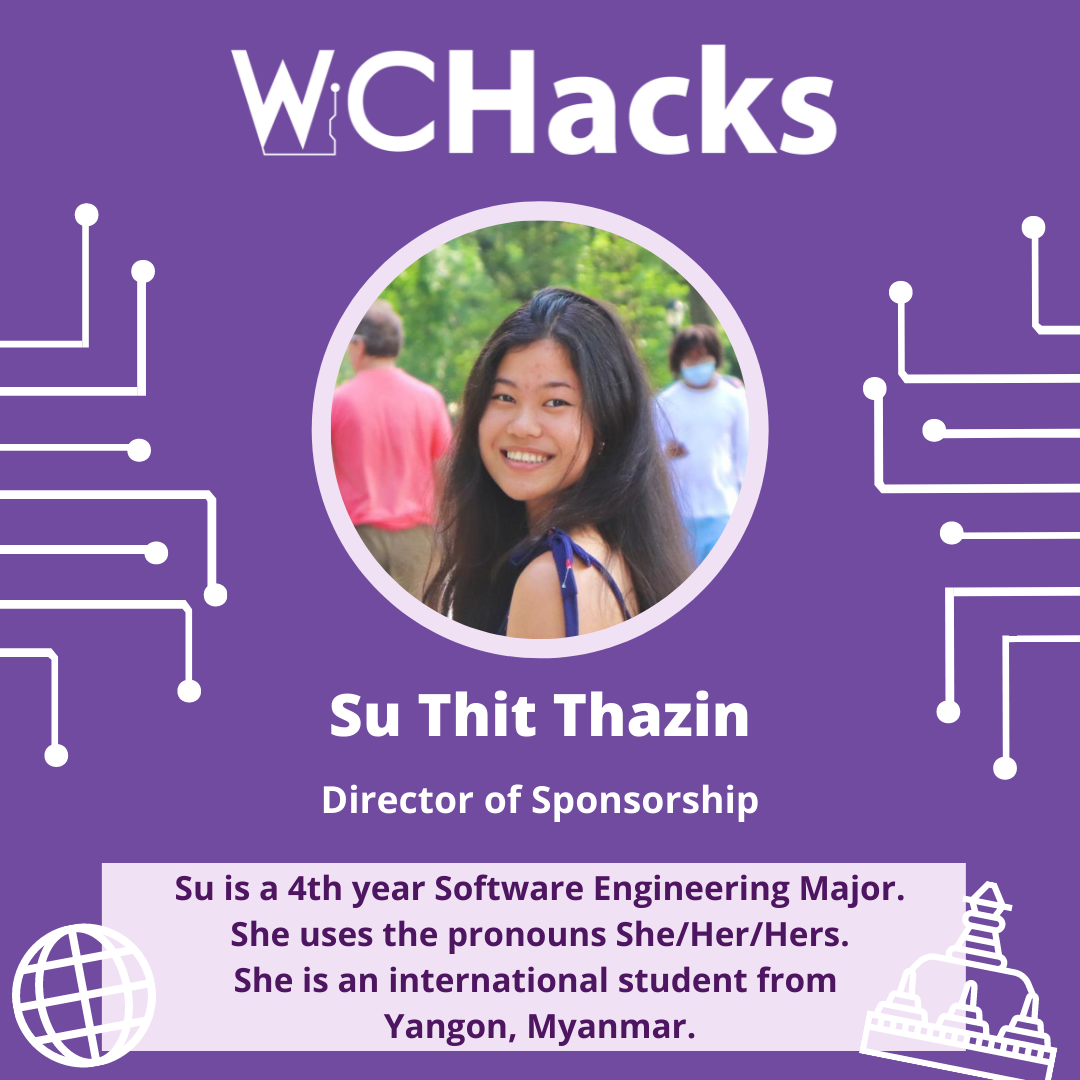 WiCHacks
Su Thit Thazin
Director of Sponsorship
Su is a 4th year Software Engineering Major.
She uses the pronouns She/Her/Hers.
She is an international student from
Yangon, Myanmar.